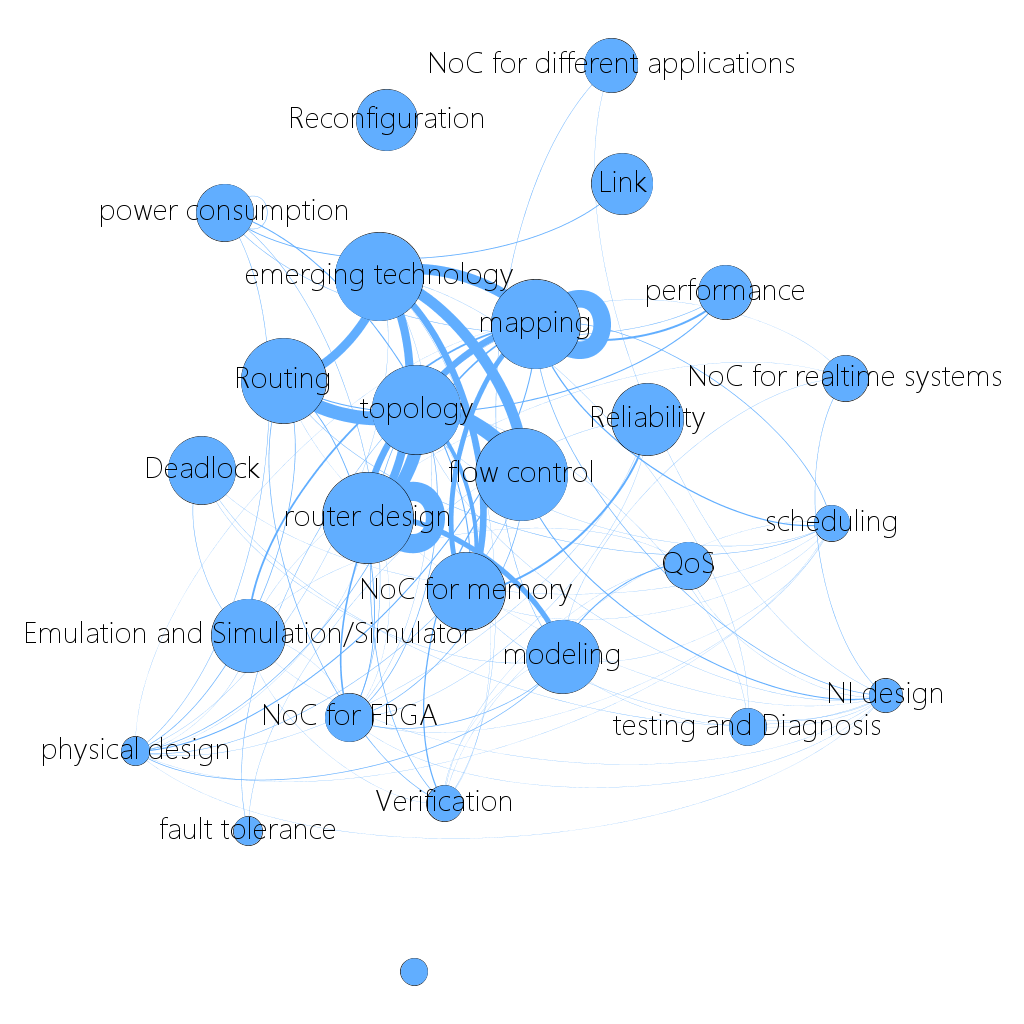 NoC for different applications
Reconfiguration
Link
power consumption
emerging technology
performance
mapping
Routing
NoC for realtime systems
topology
Reliability
Deadlock
flow control
router design
scheduling
QoS
NoC for memory
Emulation and Simulation/Simulator
modeling
NI design
NoC for FPGA
testing and Diagnosis
physical design
Verification
fault tolerance